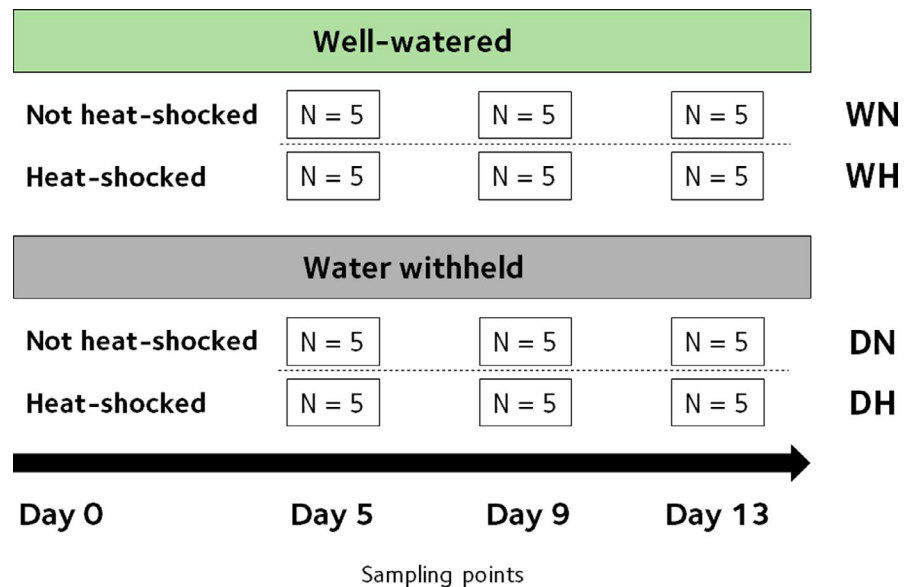 Well-watered
Not heat-shocked N = 5 N = 5 N = 5 WN
Heat-shocked N = 5 N = 5 N = 5 WH
Water withheld
Not heat-shocked N = 5 N = 5 N = 5 DN
Heat-shocked N = 5 N = 5 N = 5 DH
Day 0 Day 5 Day 9 Day 13
Sampling points